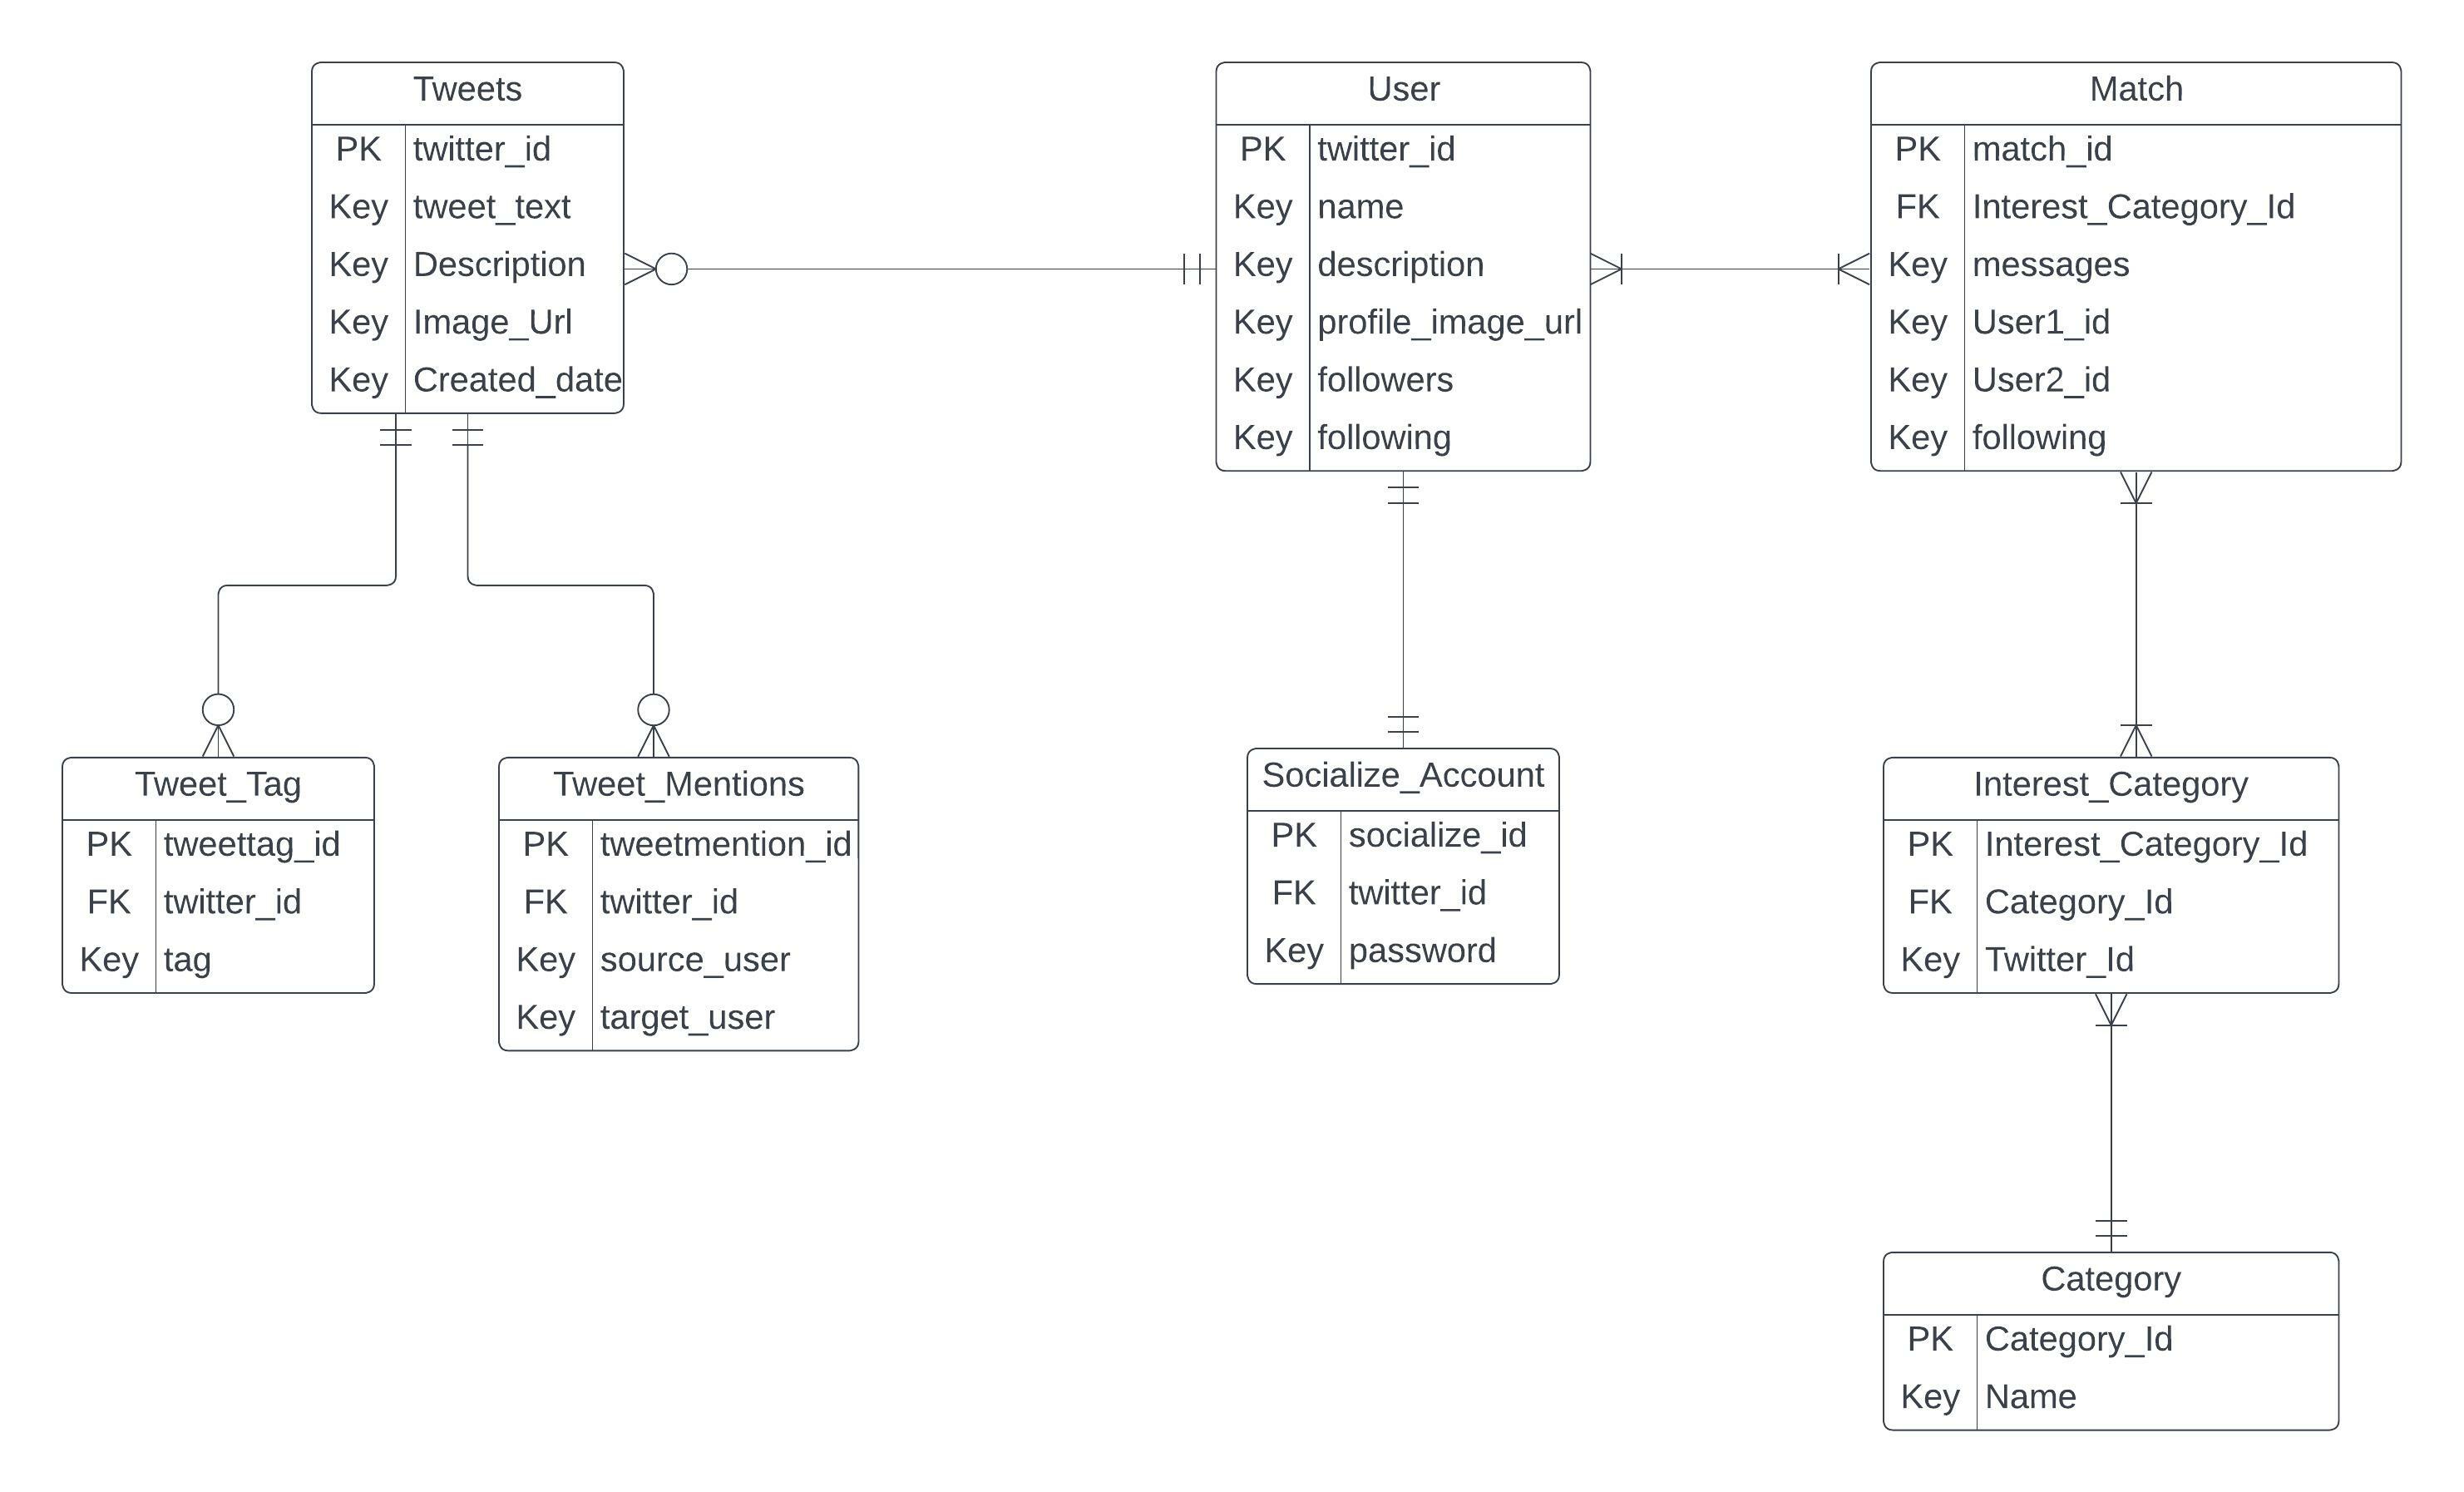 Tweets
PK twitter_id
Key tweet_text
Key Description
Key Image_Url
Key Created_date
User
PK twitter_id
Key name
Key description
Key profile_image_url
Key followers
Key following
Match
PK match_id
FK Interest_Category_Id
Key messages
Key User1_id
Key User2_id
Key following
Tweet_Tag
PK tweettag_id
FK twitter_id
Key tag
Tweet_Mentions
PK tweetmention_id
FK twitter_id
Key source_user
Key target_user
Socialize_Account
PK socialize_id
FK twitter_id
Key password
Interest_Category
PK Interest_Category_Id
FK Category_Id
Key Twitter_Id
Category
PK Category_Id
Key Name